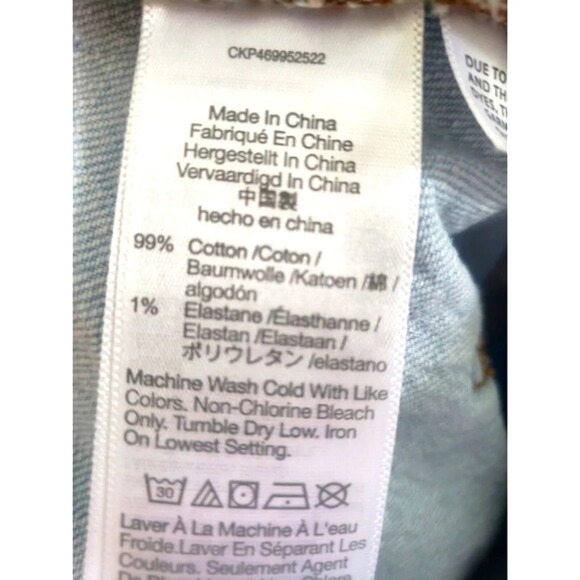 CKP469952522
Made In China
Fabriqué En Chine
Hergestellt In China
Vervaardigd In China
中国製
hecho en china
99% Cotton /Coton /
Baumwolle /Katoen /綿 /
algodón
1% Elastane /Élasthanne /
Elastan /Elastaan /
ポリウレタン /elastano
Machine Wash Cold With Like
Colors. Non-Chlorine Bleach
Only. Tumble Dry Low. Iron
On Lowest Setting.
30
Laver À La Machine À L'eau
Froide.Laver En Séparant Les
Couleurs. Seulement Agent
DUE TO
AND TH
DYES, T